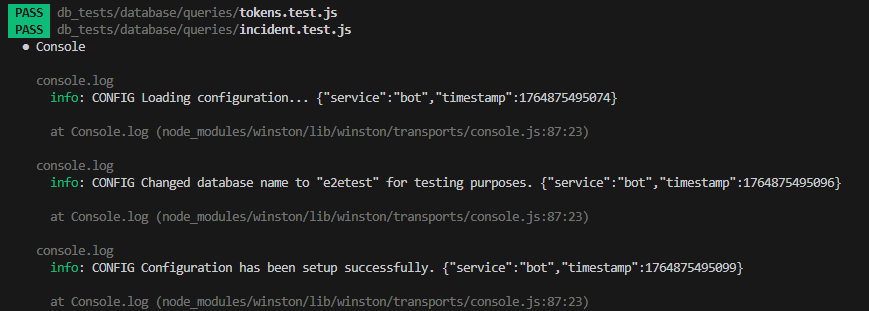 PASS db_tests/database/queries/tokens.test.js
PASS db_tests/database/queries/incident.test.js
● Console
console.log
info: CONFIG Loading configuration... {"service":"bot","timestamp":1764875495074}
at Console.log (node_modules/winston/lib/winston/transports/console.js:87:23)
console.log
info: CONFIG Changed database name to "e2etest" for testing purposes. {"service":"bot","timestamp":1764875495096}
at Console.log (node_modules/winston/lib/winston/transports/console.js:87:23)
console.log
info: CONFIG Configuration has been setup successfully. {"service":"bot","timestamp":1764875495099}
at Console.log (node_modules/winston/lib/winston/transports/console.js:87:23)